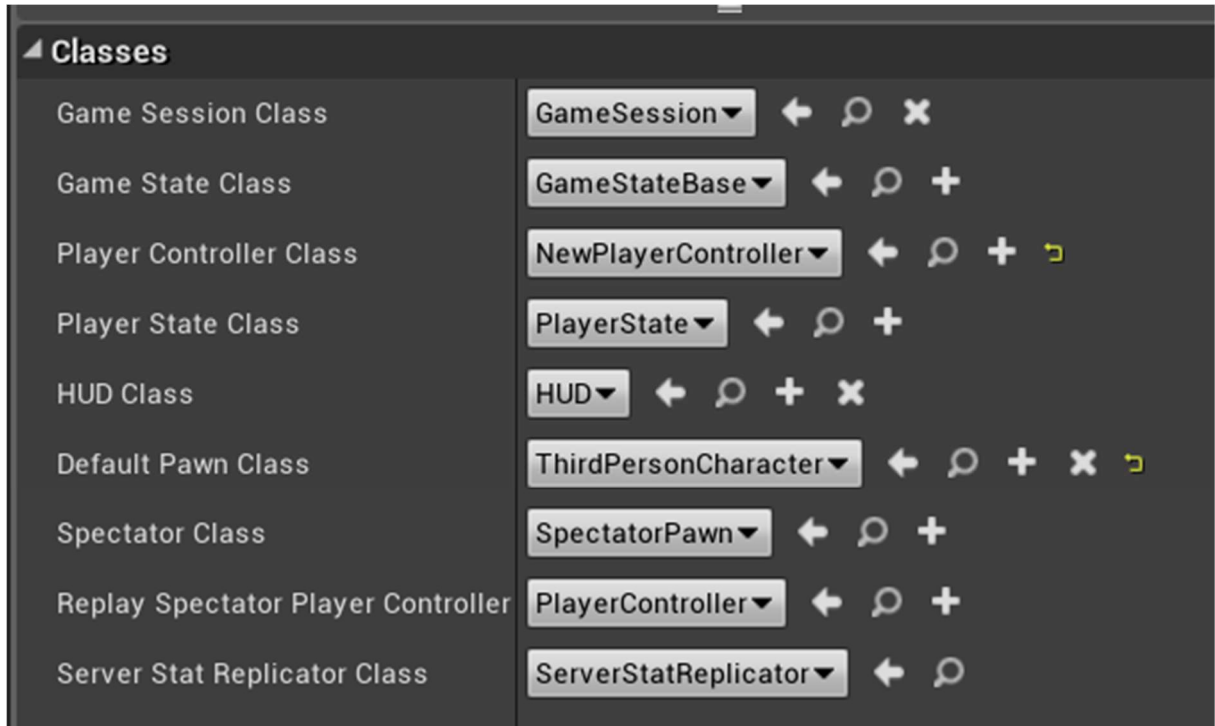 Classes
Game Session Class GameSession
Game State Class GameStateBase
Player Controller Class NewPlayerController
Player State Class PlayerState
HUD Class HUD
Default Pawn Class ThirdPersonCharacter
Spectator Class SpectatorPawn
Replay Spectator Player Controller PlayerController
Server Stat Replicator Class ServerStatReplicator